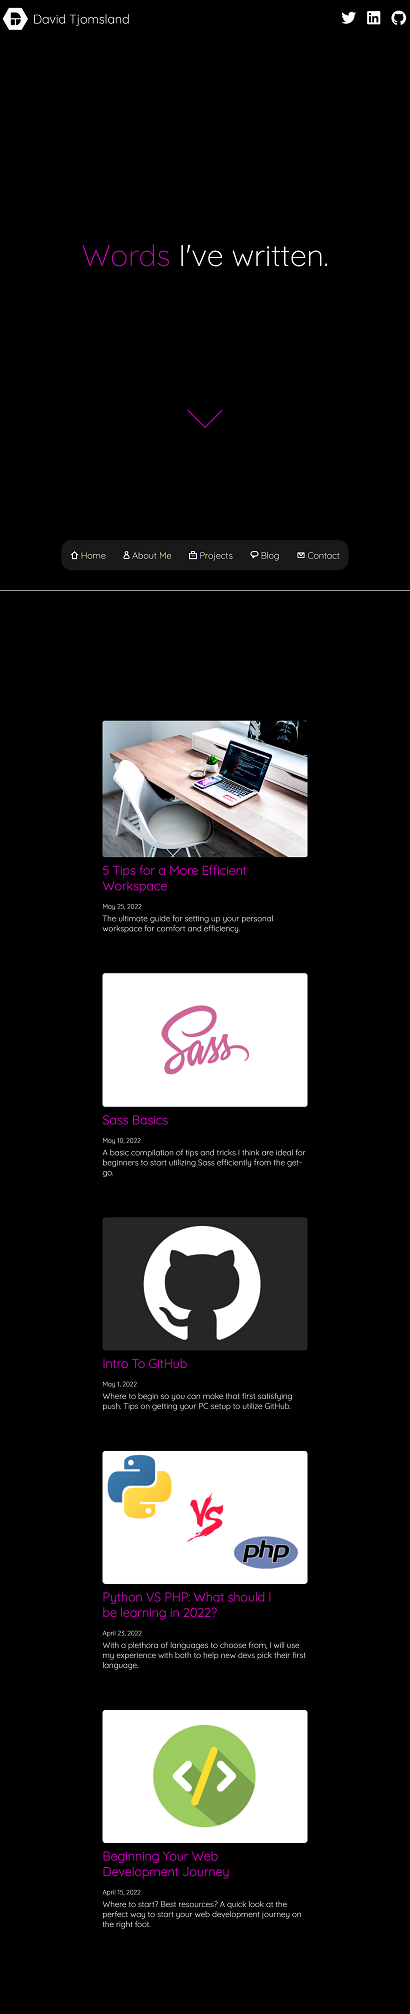 David Tjomsland
Words I've written.
Home About Me Projects Blog Contact
5 Tips for a More Efficient
Workspace
May 25, 2022
The ultimate guide for setting up your personal
workspace for comfort and efficiency.
Sass
Sass Basics
May 10, 2022
A basic compilation of tips and tricks I think are ideal for
beginners to start utilizing Sass efficiently from the get-
go.
Intro To GitHub
May 1, 2022
Where to begin so you can make that first satisfying
push. Tips on getting your PC setup to utilize GitHub.
VS
php
Python VS PHP: What should I
be learning in 2022?
April 23, 2022
With a plethora of languages to choose from, I will use
my experience with both to help new devs pick their first
language.
</>
Beginning Your Web
Development Journey
April 15, 2022
Where to start? Best resources? A quick look at the
perfect way to start your web development journey on
the right foot.